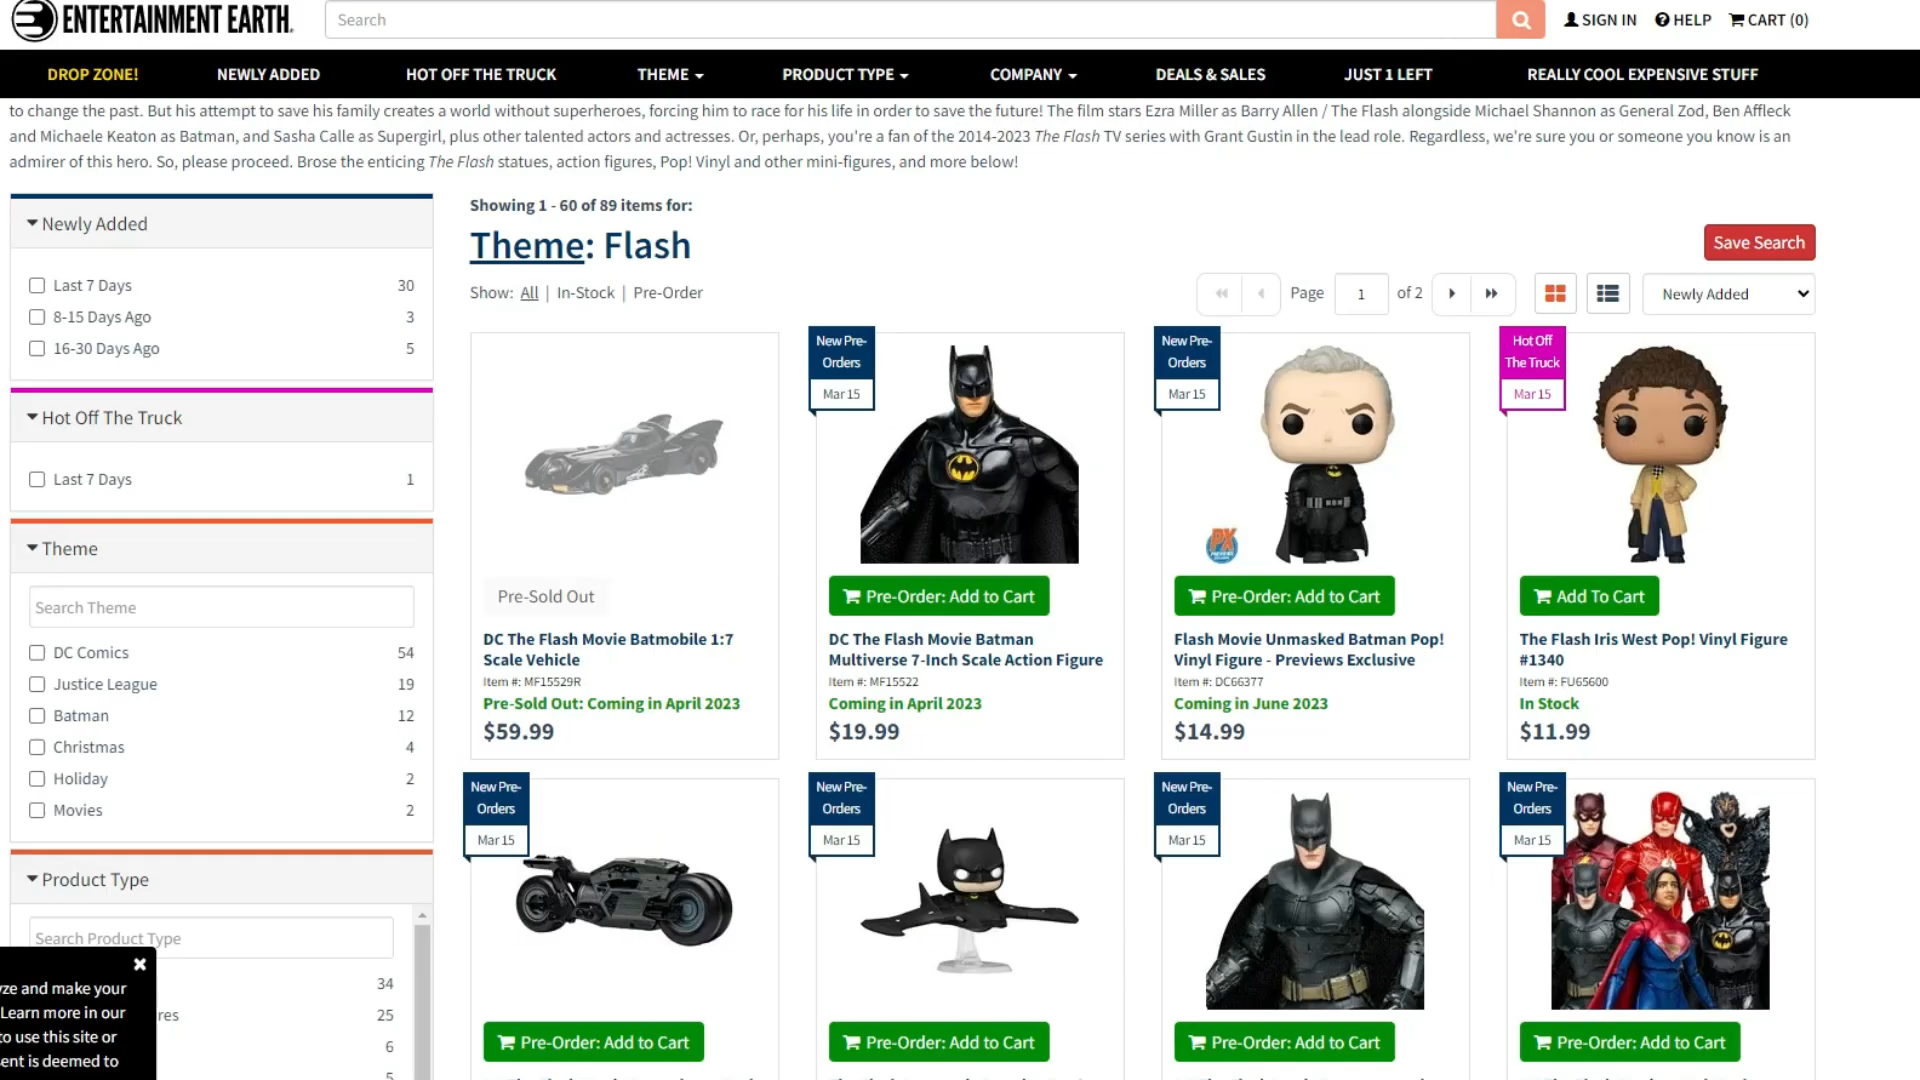 ENTERTAINMENT EARTH
Search
SIGN IN
HELP
CART (0)
DROP ZONE!
NEWLY ADDED
HOT OFF THE TRUCK
THEME
PRODUCT TYPE
COMPANY
DEALS & SALES
JUST 1 LEFT
REALLY COOL EXPENSIVE STUFF
to change the past. But his attempt to save his family creates a world without superheroes, forcing him to race for his life in order to save the future! The film stars Ezra Miller as Barry Allen / The Flash alongside Michael Shannon as General Zod, Ben Affleck
and Michaele Keaton as Batman, and Sasha Calle as Supergirl, plus other talented actors and actresses. Or, perhaps, you're a fan of the 2014-2023 The Flash TV series with Grant Gustin in the lead role. Regardless, we're sure you or someone you know is an
admirer of this hero. So, please proceed. Brose the enticing The Flash statues, action figures, Pop! Vinyl and other mini-figures, and more below!
Newly Added
Last 7 Days 30
8-15 Days Ago 3
16-30 Days Ago 5
Hot Off The Truck
Last 7 Days 1
Theme
Search Theme
DC Comics 54
Justice League 19
Batman 12
Christmas 4
Holiday 2
Movies 2
Product Type
Search Product Type
34
res 25
6
yze and make your
Learn more in our
to use this site or
ent is deemed to
Showing 1 - 60 of 89 items for:
Theme: Flash
Save Search
Show: All | In-Stock | Pre-Order
Page 1 of 2
Newly Added
Pre-Sold Out
DC The Flash Movie Batmobile 1:7
Scale Vehicle
Item #: MF15529R
Pre-Sold Out: Coming in April 2023
$59.99
New Pre-
Orders
Mar 15
Pre-Order: Add to Cart
DC The Flash Movie Batman
Multiverse 7-Inch Scale Action Figure
Item #: MF15522
Coming in April 2023
$19.99
New Pre-
Orders
Mar 15
PX
PREVIEWS
Pre-Order: Add to Cart
Flash Movie Unmasked Batman Pop!
Vinyl Figure - Previews Exclusive
Item #: DC66377
Coming in June 2023
$14.99
Hot Off
The Truck
Mar 15
Add To Cart
The Flash Iris West Pop! Vinyl Figure
#1340
Item #: FU65600
In Stock
$11.99
New Pre-
Orders
Mar 15
Pre-Order: Add to Cart
New Pre-
Orders
Mar 15
Pre-Order: Add to Cart
New Pre-
Orders
Mar 15
Pre-Order: Add to Cart
New Pre-
Orders
Mar 15
Pre-Order: Add to Cart